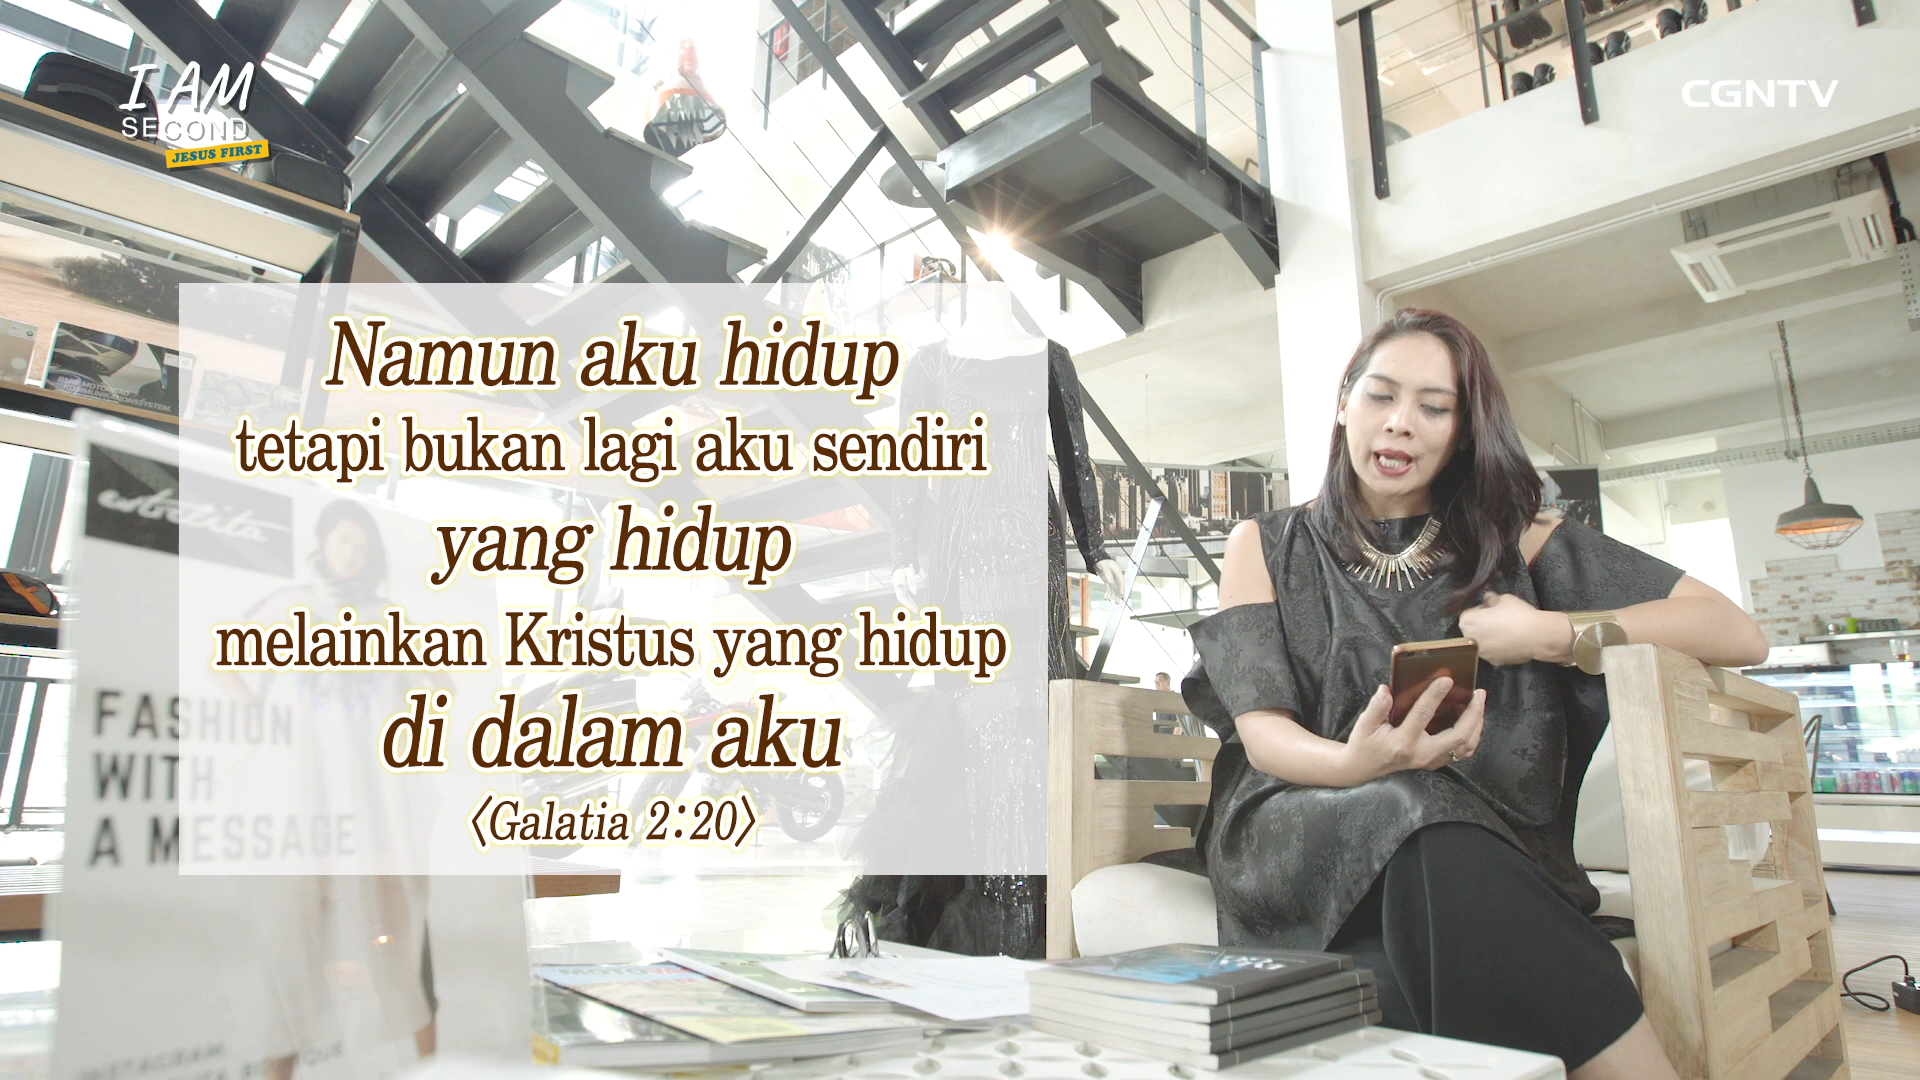 I AM
SECOND
JESUS FIRST
CGNTV
Namun aku hidup
tetapi bukan lagi aku sendiri
yang hidup
melainkan Kristus yang hidup
di dalam aku
〈Galatia 2:20〉
FASHION
WITH
A MESSAGE
INSTAGRAM